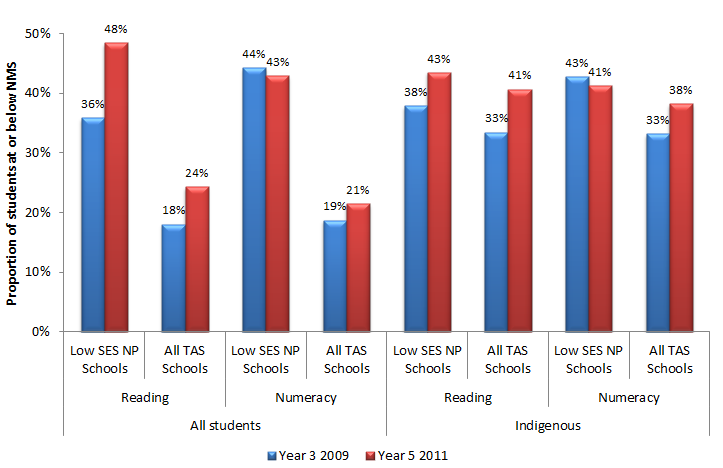 Proportion of students at or below NMS
50%
40%
30%
20%
10%
0%
36%
48%
18%
24%
44%
43%
19%
21%
38%
43%
33%
41%
43%
41%
33%
38%
Low SES NP
Schools
All TAS
Schools
Low SES NP
Schools
All TAS
Schools
Low SES NP
Schools
All TAS
Schools
Low SES NP
Schools
All TAS
Schools
Reading
Numeracy
Reading
Numeracy
All students
Indigenous
Year 3 2009
Year 5 2011